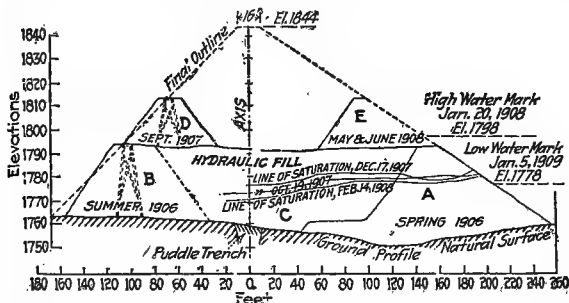 16ft.
El. 1844
1840
1830
1820
1810
1800
1790
1780
1770
1760
1750
Elevations
Final Outline
AXIS
D
SEPT. 1907
E
MAY & JUNE 1908
High Water Mark
Jan. 20, 1908
El. 1798
Low Water Mark
Jan. 5, 1909
El. 1778
HYDRAULIC FILL
LINE OF SATURATION, DEC. 17, 1907
" OCT. 19, 1907
LINE OF SATURATION, FEB. 14, 1908
B
SUMMER 1906
A
C
SPRING 1906
Puddle Trench
Ground Profile
Natural Surface
180 160 140 120 100 80 60 40 20 0 20 40 60 80 100 120 140 160 180 200 220 240 260
Feet